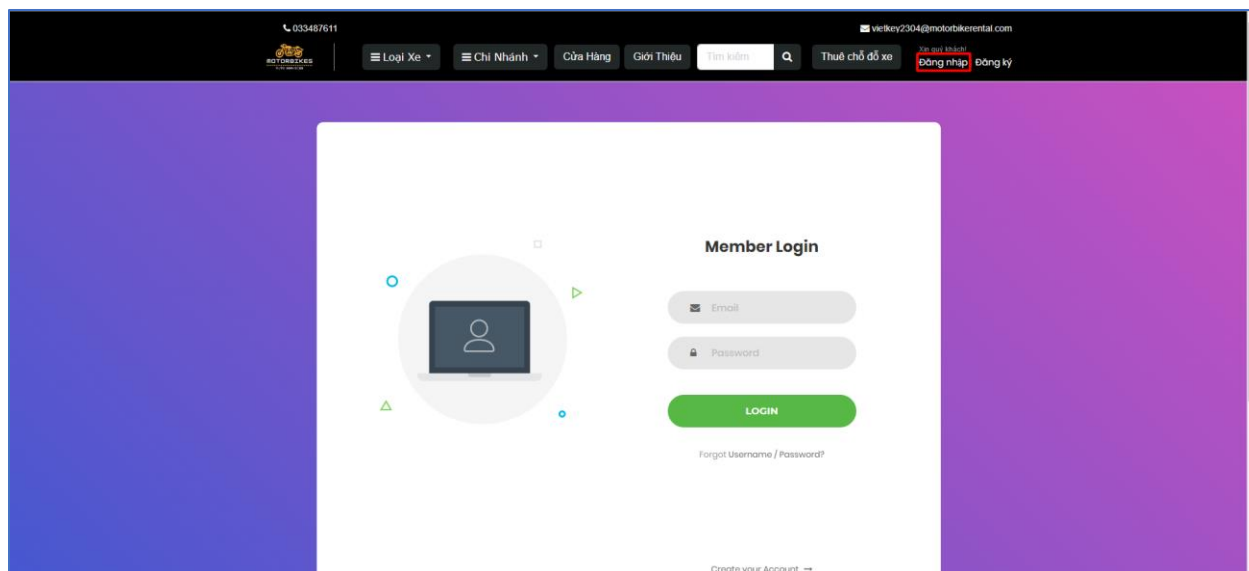 033487611
vietkey2304@motorbikerental.com
MOTORBIKES
Loại Xe
Chi Nhánh
Cửa Hàng
Giới Thiệu
Tìm kiếm
Thuê chỗ đỗ xe
Xin quý khách!
Đăng nhập Đăng ký
Member Login
Email
Password
LOGIN
Forgot Username / Password?
Create your Account →